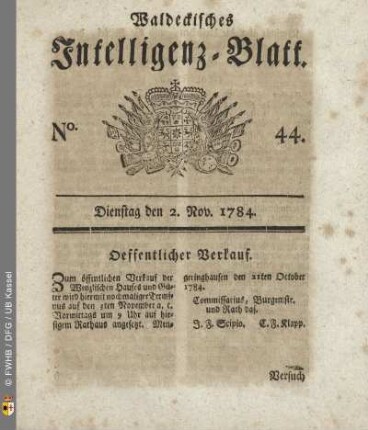 Waldeckisches
Intelligenz-Blatt.
No. 44.
Dienstag den 2. Nov. 1784.
Oeffentlicher Verkauf.
Zum öffentlichen Verkauf der
Wenzlischen Hauses und Gü-
ter wird hiermit nochmaliger Termi-
nus auf den 5ten November a. c.
Vormittags um 9 Uhr auf hie-
sigem Rathaus angesetzt. Men-
geringhausen den 21ten October
1784.
Commissarius, Burgemstr.
und Rath das.
J. F. Scipio. C. F. Klapp.
Versuch
© FWHB / DFG / UB Kassel